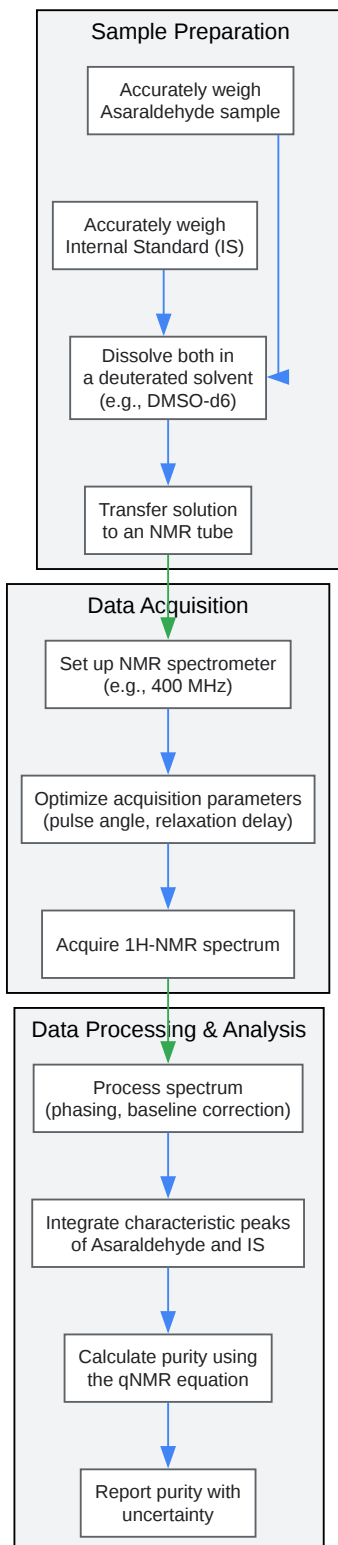 Sample Preparation
Accurately weigh
Asaraldehyde sample
Accurately weigh
Internal Standard (IS)
Dissolve both in
a deuterated solvent
(e.g., DMSO-d6)
Transfer solution
to an NMR tube
Data Acquisition
Set up NMR spectrometer
(e.g., 400 MHz)
Optimize acquisition parameters
(pulse angle, relaxation delay)
Acquire 1H-NMR spectrum
Data Processing & Analysis
Process spectrum
(phasing, baseline correction)
Integrate characteristic peaks
of Asaraldehyde and IS
Calculate purity using
the qNMR equation
Report purity with
uncertainty